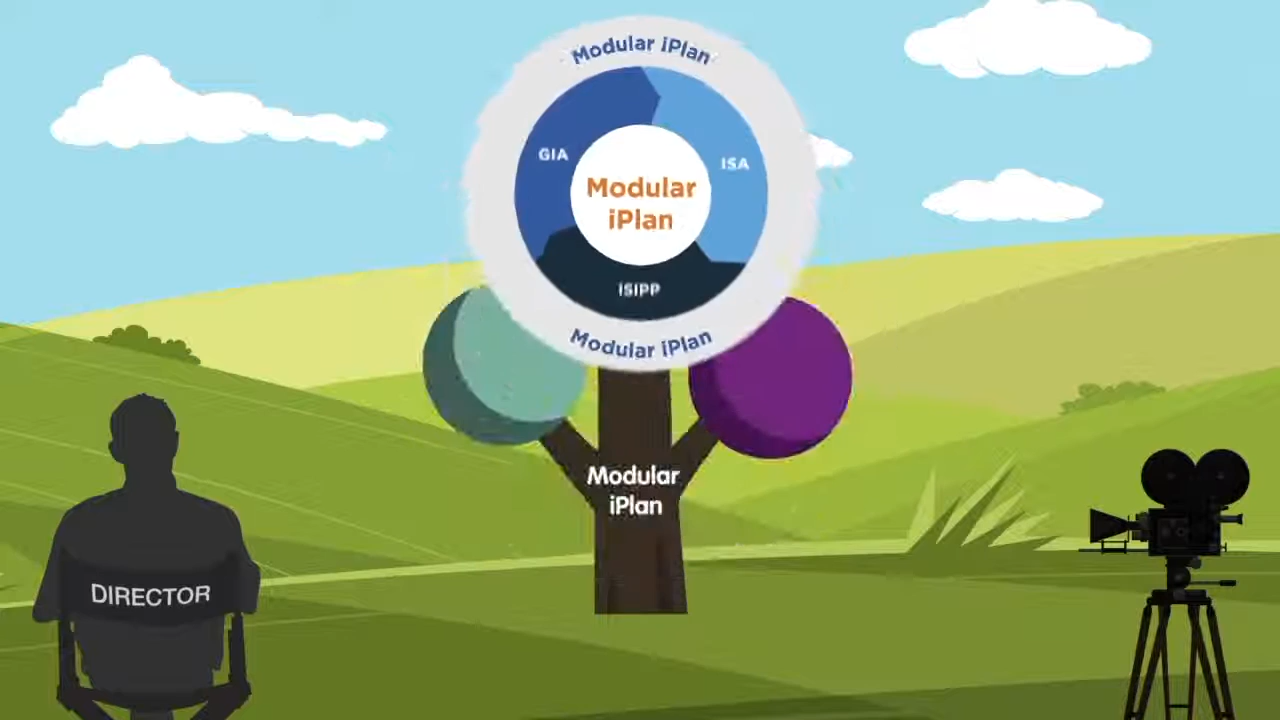 Modular iPlan
GIA
ISA
Modular
iPlan
iSIPP
Modular iPlan
Modular
iPlan
DIRECTOR